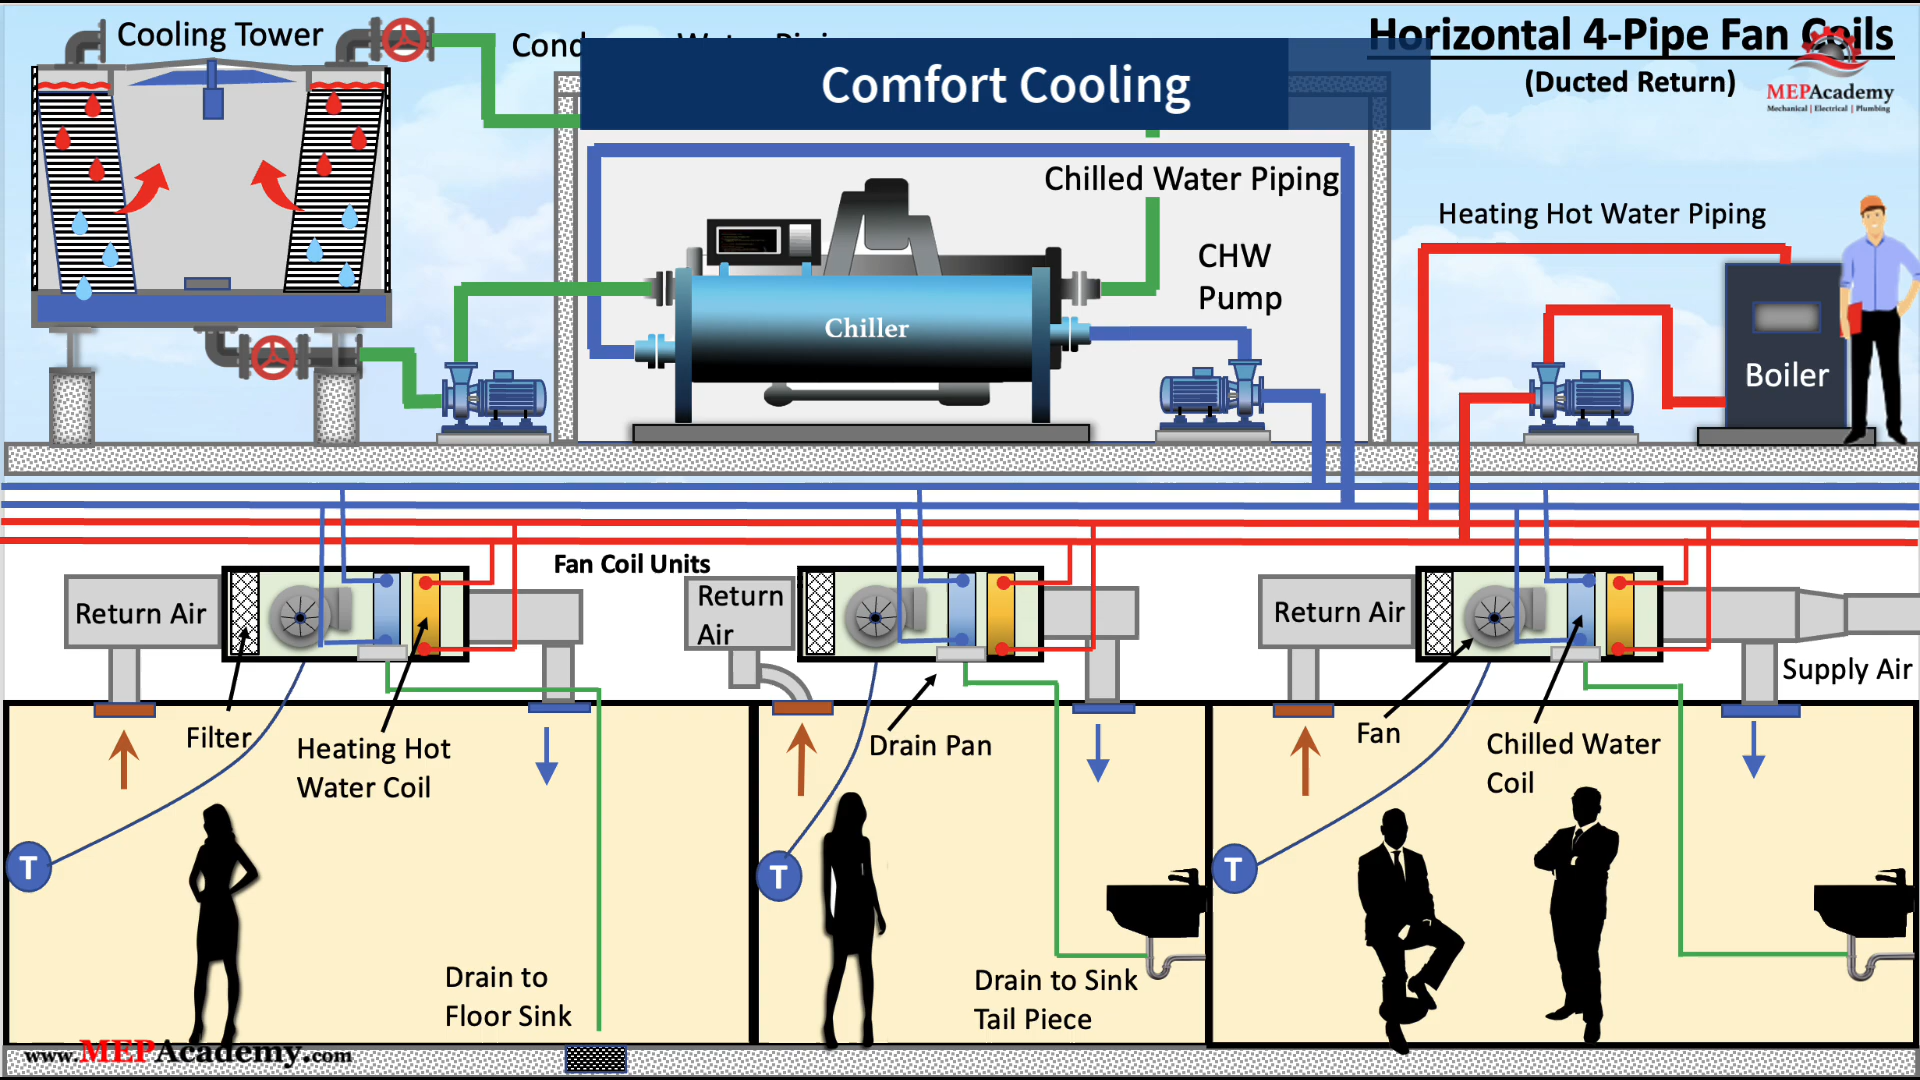 Cooling Tower
Comfort Cooling
Horizontal 4-Pipe Fan Coils
(Ducted Return)
MEPAcademy
Mechanical | Electrical | Plumbing
Chilled Water Piping
Heating Hot Water Piping
CHW
Pump
Chiller
Boiler
Fan Coil Units
Return Air
Return
Air
Return Air
Supply Air
Filter
Heating Hot
Water Coil
Drain Pan
Fan
Chilled Water
Coil
T
T
T
Drain to
Floor Sink
Drain to Sink
Tail Piece
www.MEPAcademy.com